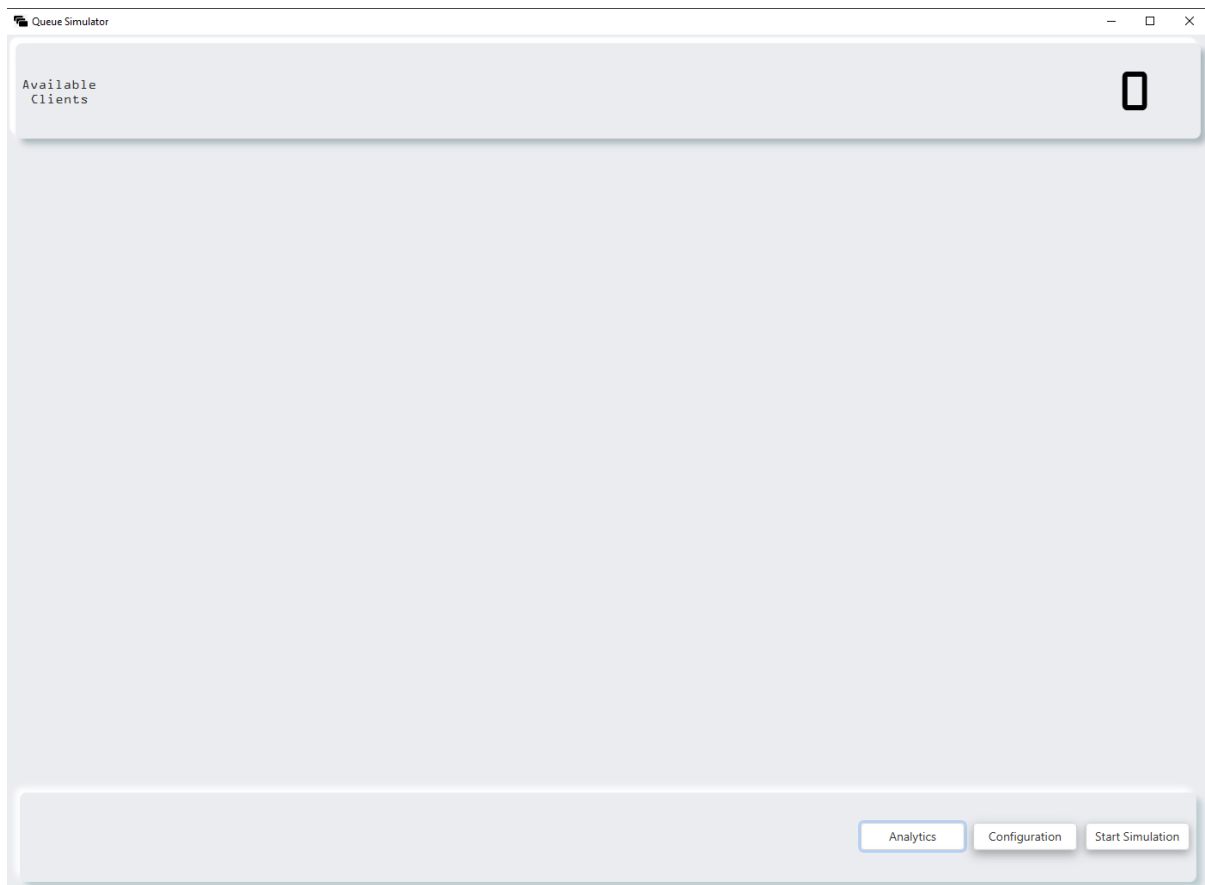 Queue Simulator
Available
Clients
0
Analytics
Configuration
Start Simulation